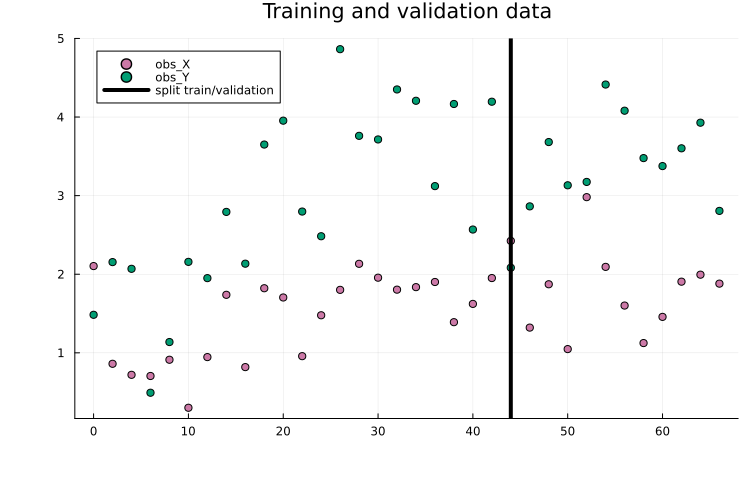 Training and validation data
5
obs_X
obs_Y
split train/validation
4
3
2
1
0 10 20 30 40 50 60